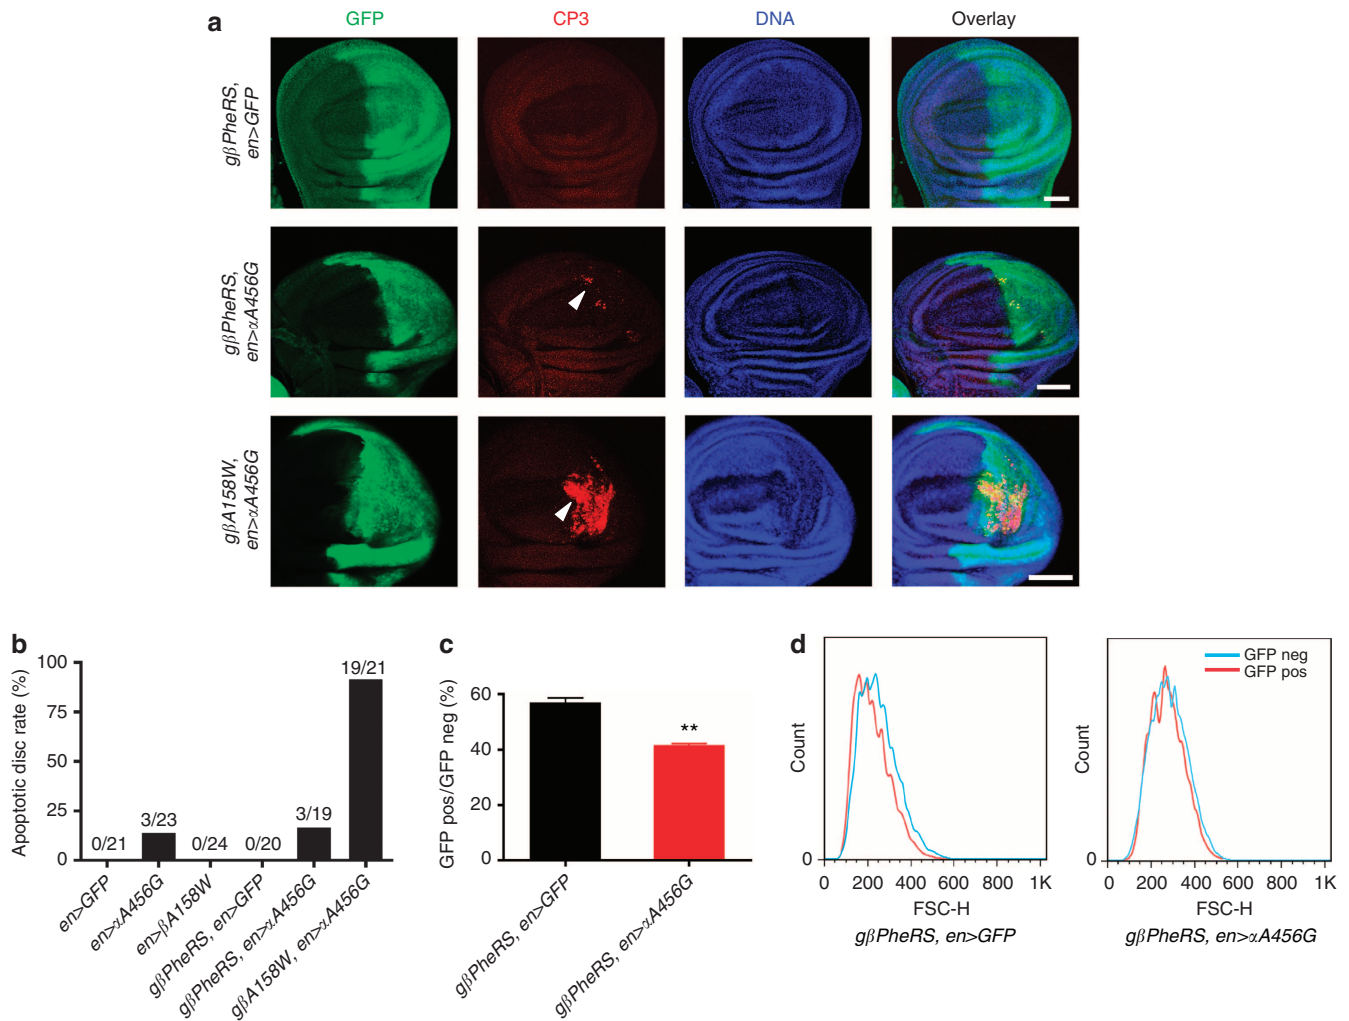 a
GFP CP3 DNA Overlay
gβPheRS,
en>GFP
gβPheRS,
en>αA456G
gβA158W,
en>αA456G
b
Apoptotic disc rate (%)
100
75
50
25
0
0/21 3/23 0/24 0/20 3/19 19/21
en>GFP
en>αA456G
en>βA158W
gβPheRS, en>GFP
gβPheRS, en>αA456G
gβA158W, en>αA456G
c
GFP pos/GFP neg (%)
60
40
20
0
**
gβPheRS, en>GFP
gβPheRS, en>αA456G
d
Count
0
0 200 400 600 800 1K
FSC-H
gβPheRS, en>GFP
GFP neg
GFP pos
Count
0
0 200 400 600 800 1K
FSC-H
gβPheRS, en>αA456G